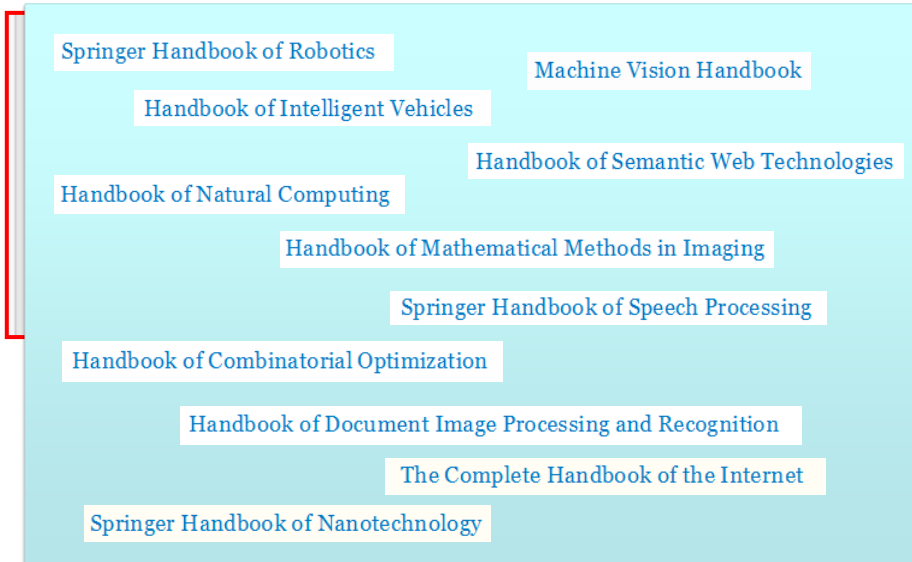 Springer Handbook of Robotics
Machine Vision Handbook
Handbook of Intelligent Vehicles
Handbook of Semantic Web Technologies
Handbook of Natural Computing
Handbook of Mathematical Methods in Imaging
Springer Handbook of Speech Processing
Handbook of Combinatorial Optimization
Handbook of Document Image Processing and Recognition
The Complete Handbook of the Internet
Springer Handbook of Nanotechnology